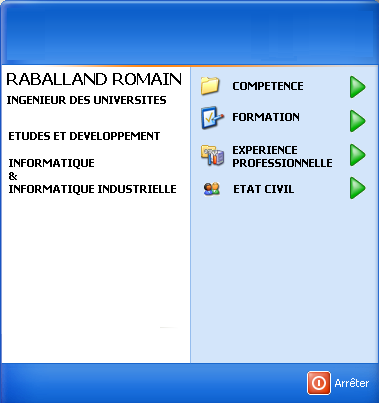 RABALLAND ROMAIN
INGENIEUR DES UNIVERSITES
ETUDES ET DEVELOPPEMENT
INFORMATIQUE
&
INFORMATIQUE INDUSTRIELLE
COMPETENCE
FORMATION
EXPERIENCE
PROFESSIONNELLE
ETAT CIVIL
Arrêter